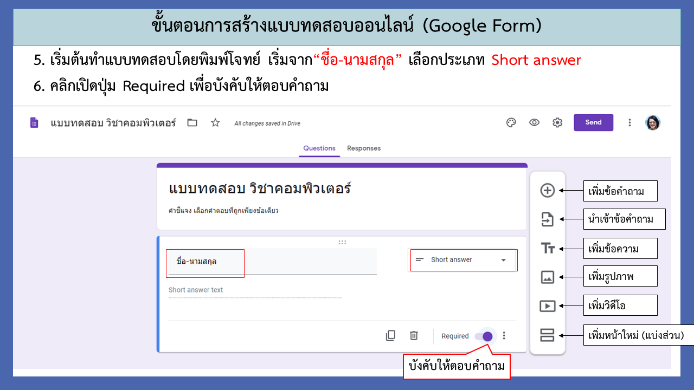 ขั้นตอนการสร้างแบบทดสอบออนไลน์ (Google Form)
5. เริ่มต้นทำแบบทดสอบโดยพิมพ์โจทย์ เริ่มจาก“ชื่อ-นามสกุล” เลือกประเภท Short answer
6. คลิกเปิดปุ่ม Required เพื่อบังคับให้ตอบคำถาม
แบบทดสอบ วิชาคอมพิวเตอร์
All changes saved in Drive
Send
Questions
Responses
แบบทดสอบ วิชาคอมพิวเตอร์
คำชี้แจง เลือกคำตอบที่ถูกเพียงข้อเดียว
ชื่อ-นามสกุล
Short answer
Short answer text
Required
บังคับให้ตอบคำถาม
เพิ่มข้อคำถาม
นำเข้าข้อคำถาม
เพิ่มข้อความ
เพิ่มรูปภาพ
เพิ่มวิดีโอ
เพิ่มหน้าใหม่ (แบ่งส่วน)